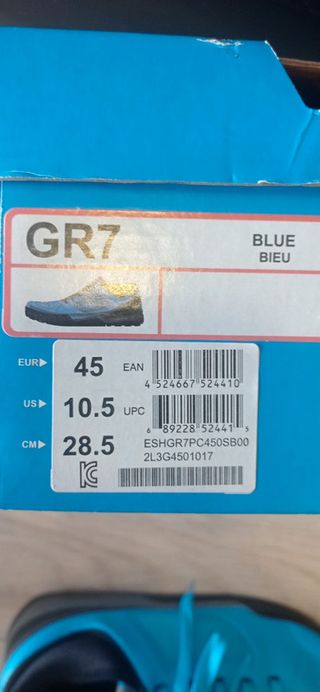 GR7
BLUE
BIEU
EUR▶ 45 EAN
4 524667 524410
US▶ 10.5 UPC
6 89228 52441 5
CM▶ 28.5 ESHGR7PC450SB00
2L3G4501017